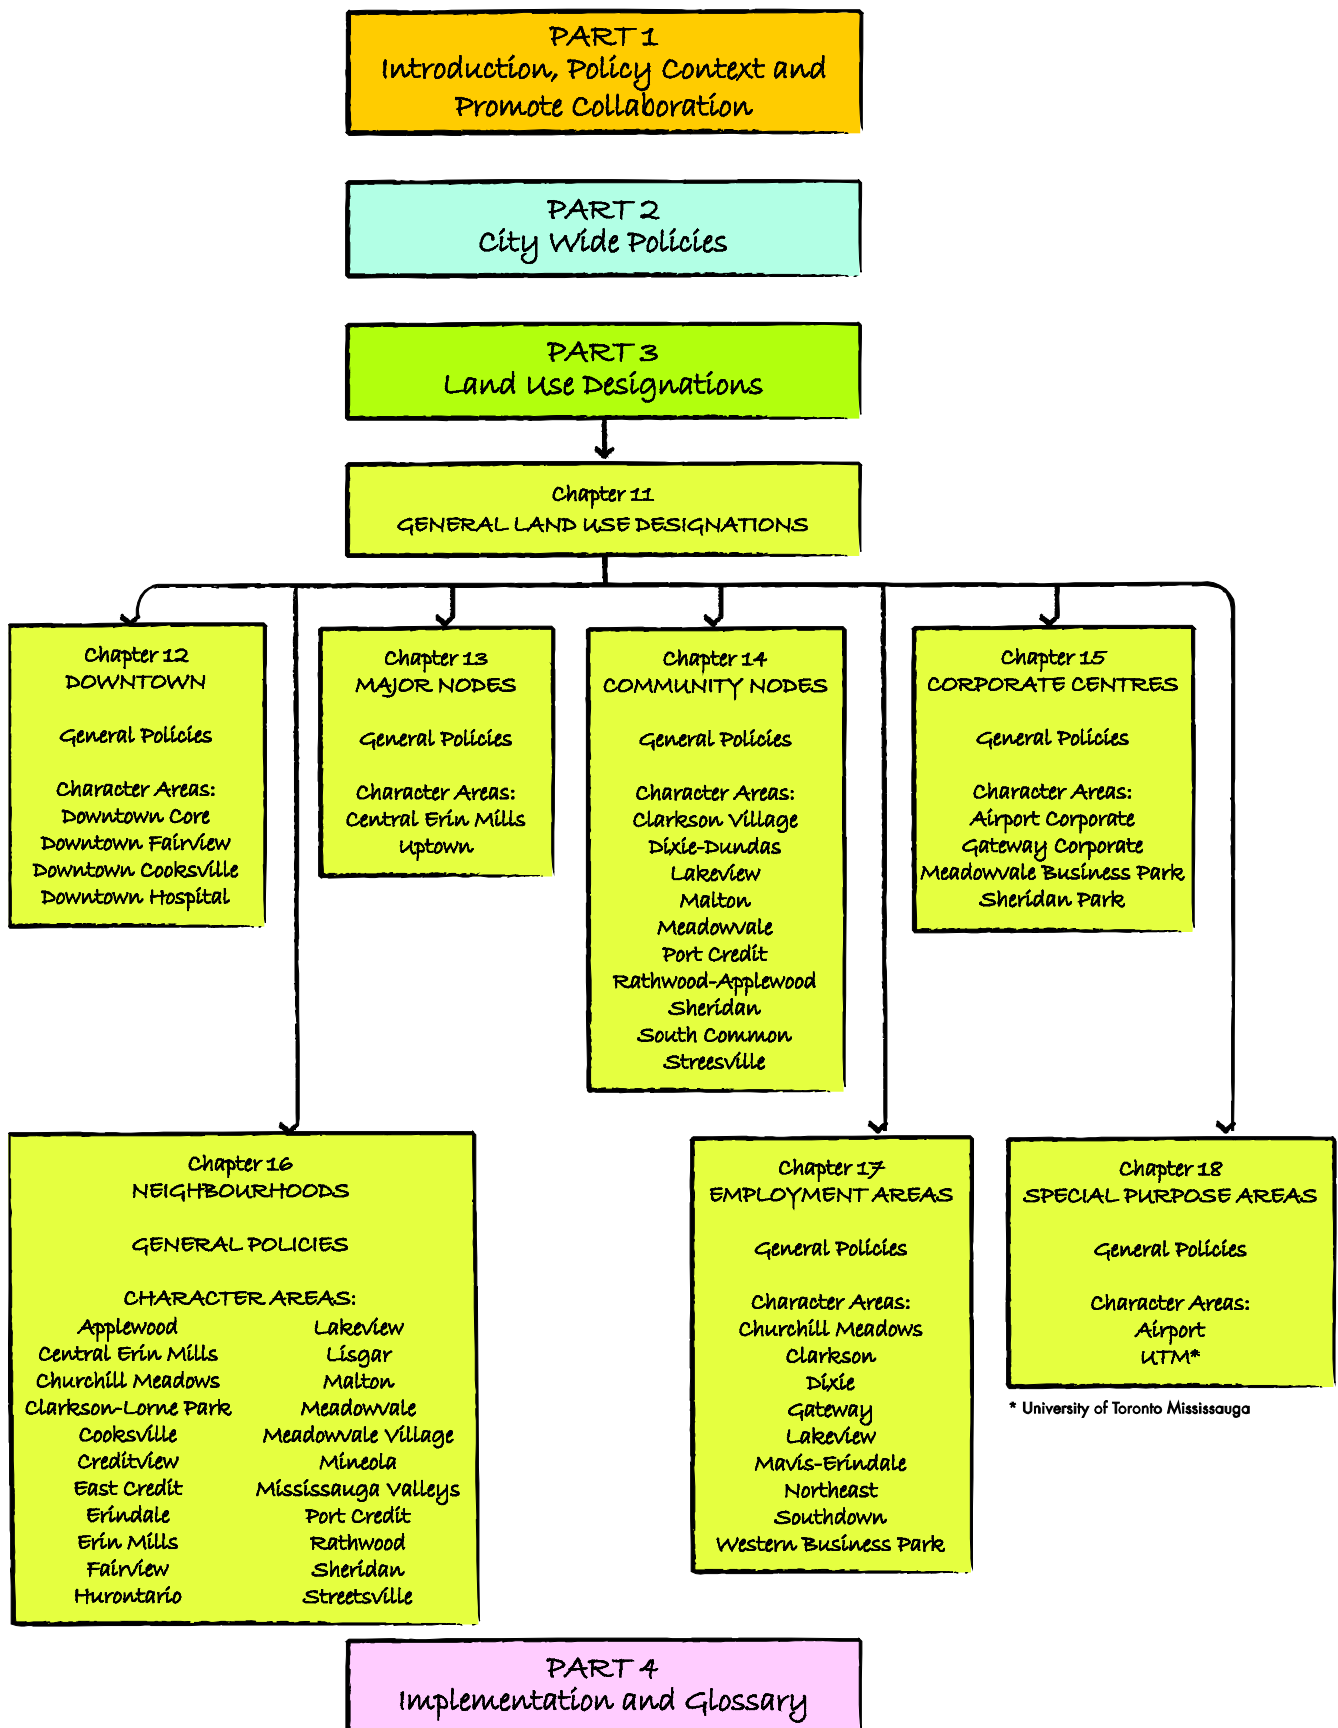 PART 1
Introduction, Policy Context and
Promote Collaboration
PART 2
City Wide Policies
PART 3
Land Use Designations
Chapter 11
GENERAL LAND USE DESIGNATIONS
Chapter 12
DOWNTOWN
General Policies
Character Areas:
Downtown Core
Downtown Fairview
Downtown Cooksville
Downtown Hospital
Chapter 13
MAJOR NODES
General Policies
Character Areas:
Central Erin Mills
Uptown
Chapter 14
COMMUNITY NODES
General Policies
Character Areas:
Clarkson Village
Dixie-Dundas
Lakeview
Malton
Meadowvale
Port Credit
Rathwood-Applewood
Sheridan
South Common
Streesville
Chapter 15
CORPORATE CENTRES
General Policies
Character Areas:
Airport Corporate
Gateway Corporate
Meadowvale Business Park
Sheridan Park
Chapter 16
NEIGHBOURHOODS
GENERAL POLICIES
CHARACTER AREAS:
Applewood
Central Erin Mills
Churchill Meadows
Clarkson-Lorne Park
Cooksville
Creditview
East Credit
Erindale
Erin Mills
Fairview
Hurontario
Lakeview
Lisgar
Malton
Meadowvale
Meadowvale Village
Mineola
Mississauga Valleys
Port Credit
Rathwood
Sheridan
Streetsville
Chapter 17
EMPLOYMENT AREAS
General Policies
Character Areas:
Churchill Meadows
Clarkson
Dixie
Gateway
Lakeview
Mavis-Erindale
Northeast
Southdown
Western Business Park
Chapter 18
SPECIAL PURPOSE AREAS
General Policies
Character Areas:
Airport
UTM*
* University of Toronto Mississauga
PART 4
Implementation and Glossary